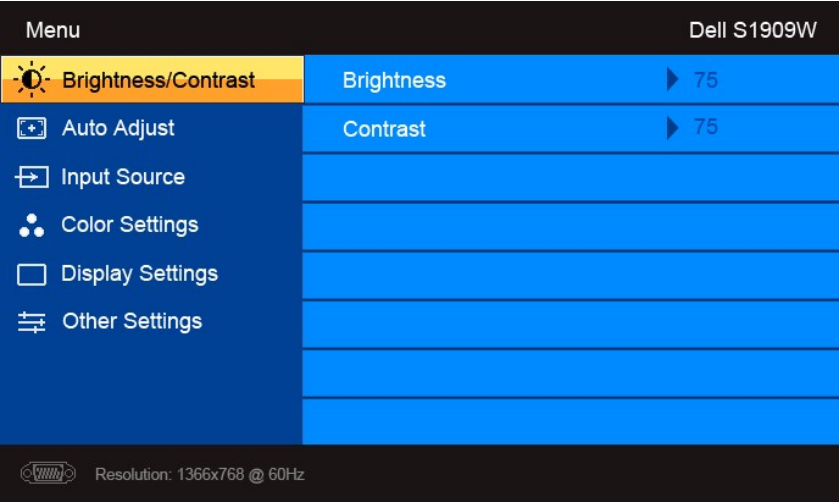 Menu Dell S1909W
Brightness/Contrast Brightness 75
Auto Adjust Contrast 75
Input Source
Color Settings
Display Settings
Other Settings
Resolution: 1366x768 @ 60Hz